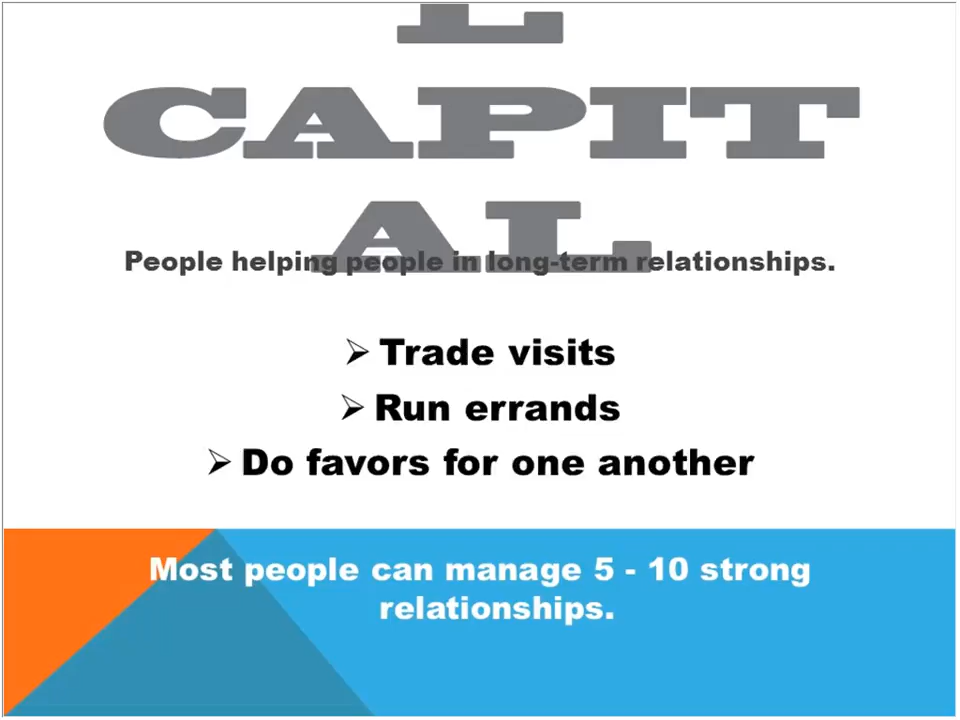 L
CAPIT
AL
People helping people in long-term relationships.
➢ Trade visits
➢ Run errands
➢ Do favors for one another
Most people can manage 5 - 10 strong
relationships.